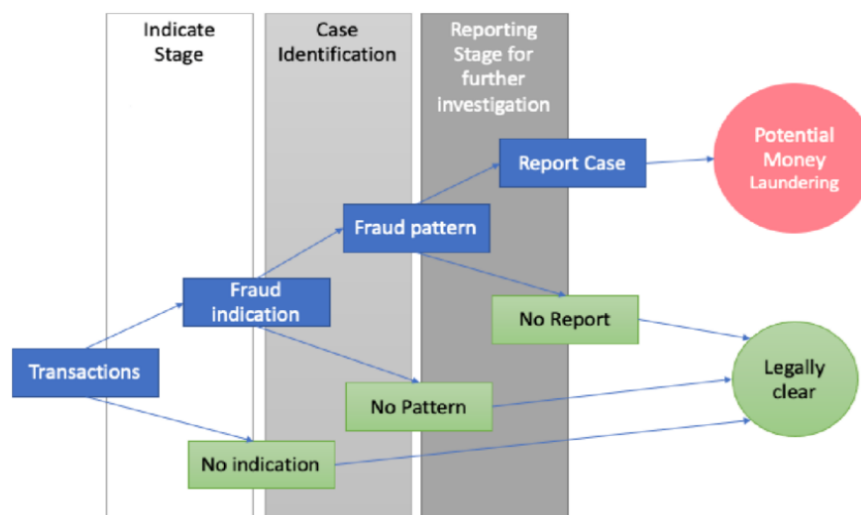 Indicate
Stage
Case
Identification
Reporting
Stage for
further
investigation
Report Case
Potential
Money
Laundering
Fraud pattern
Fraud
indication
No Report
Transactions
No Pattern
Legally
clear
No indication